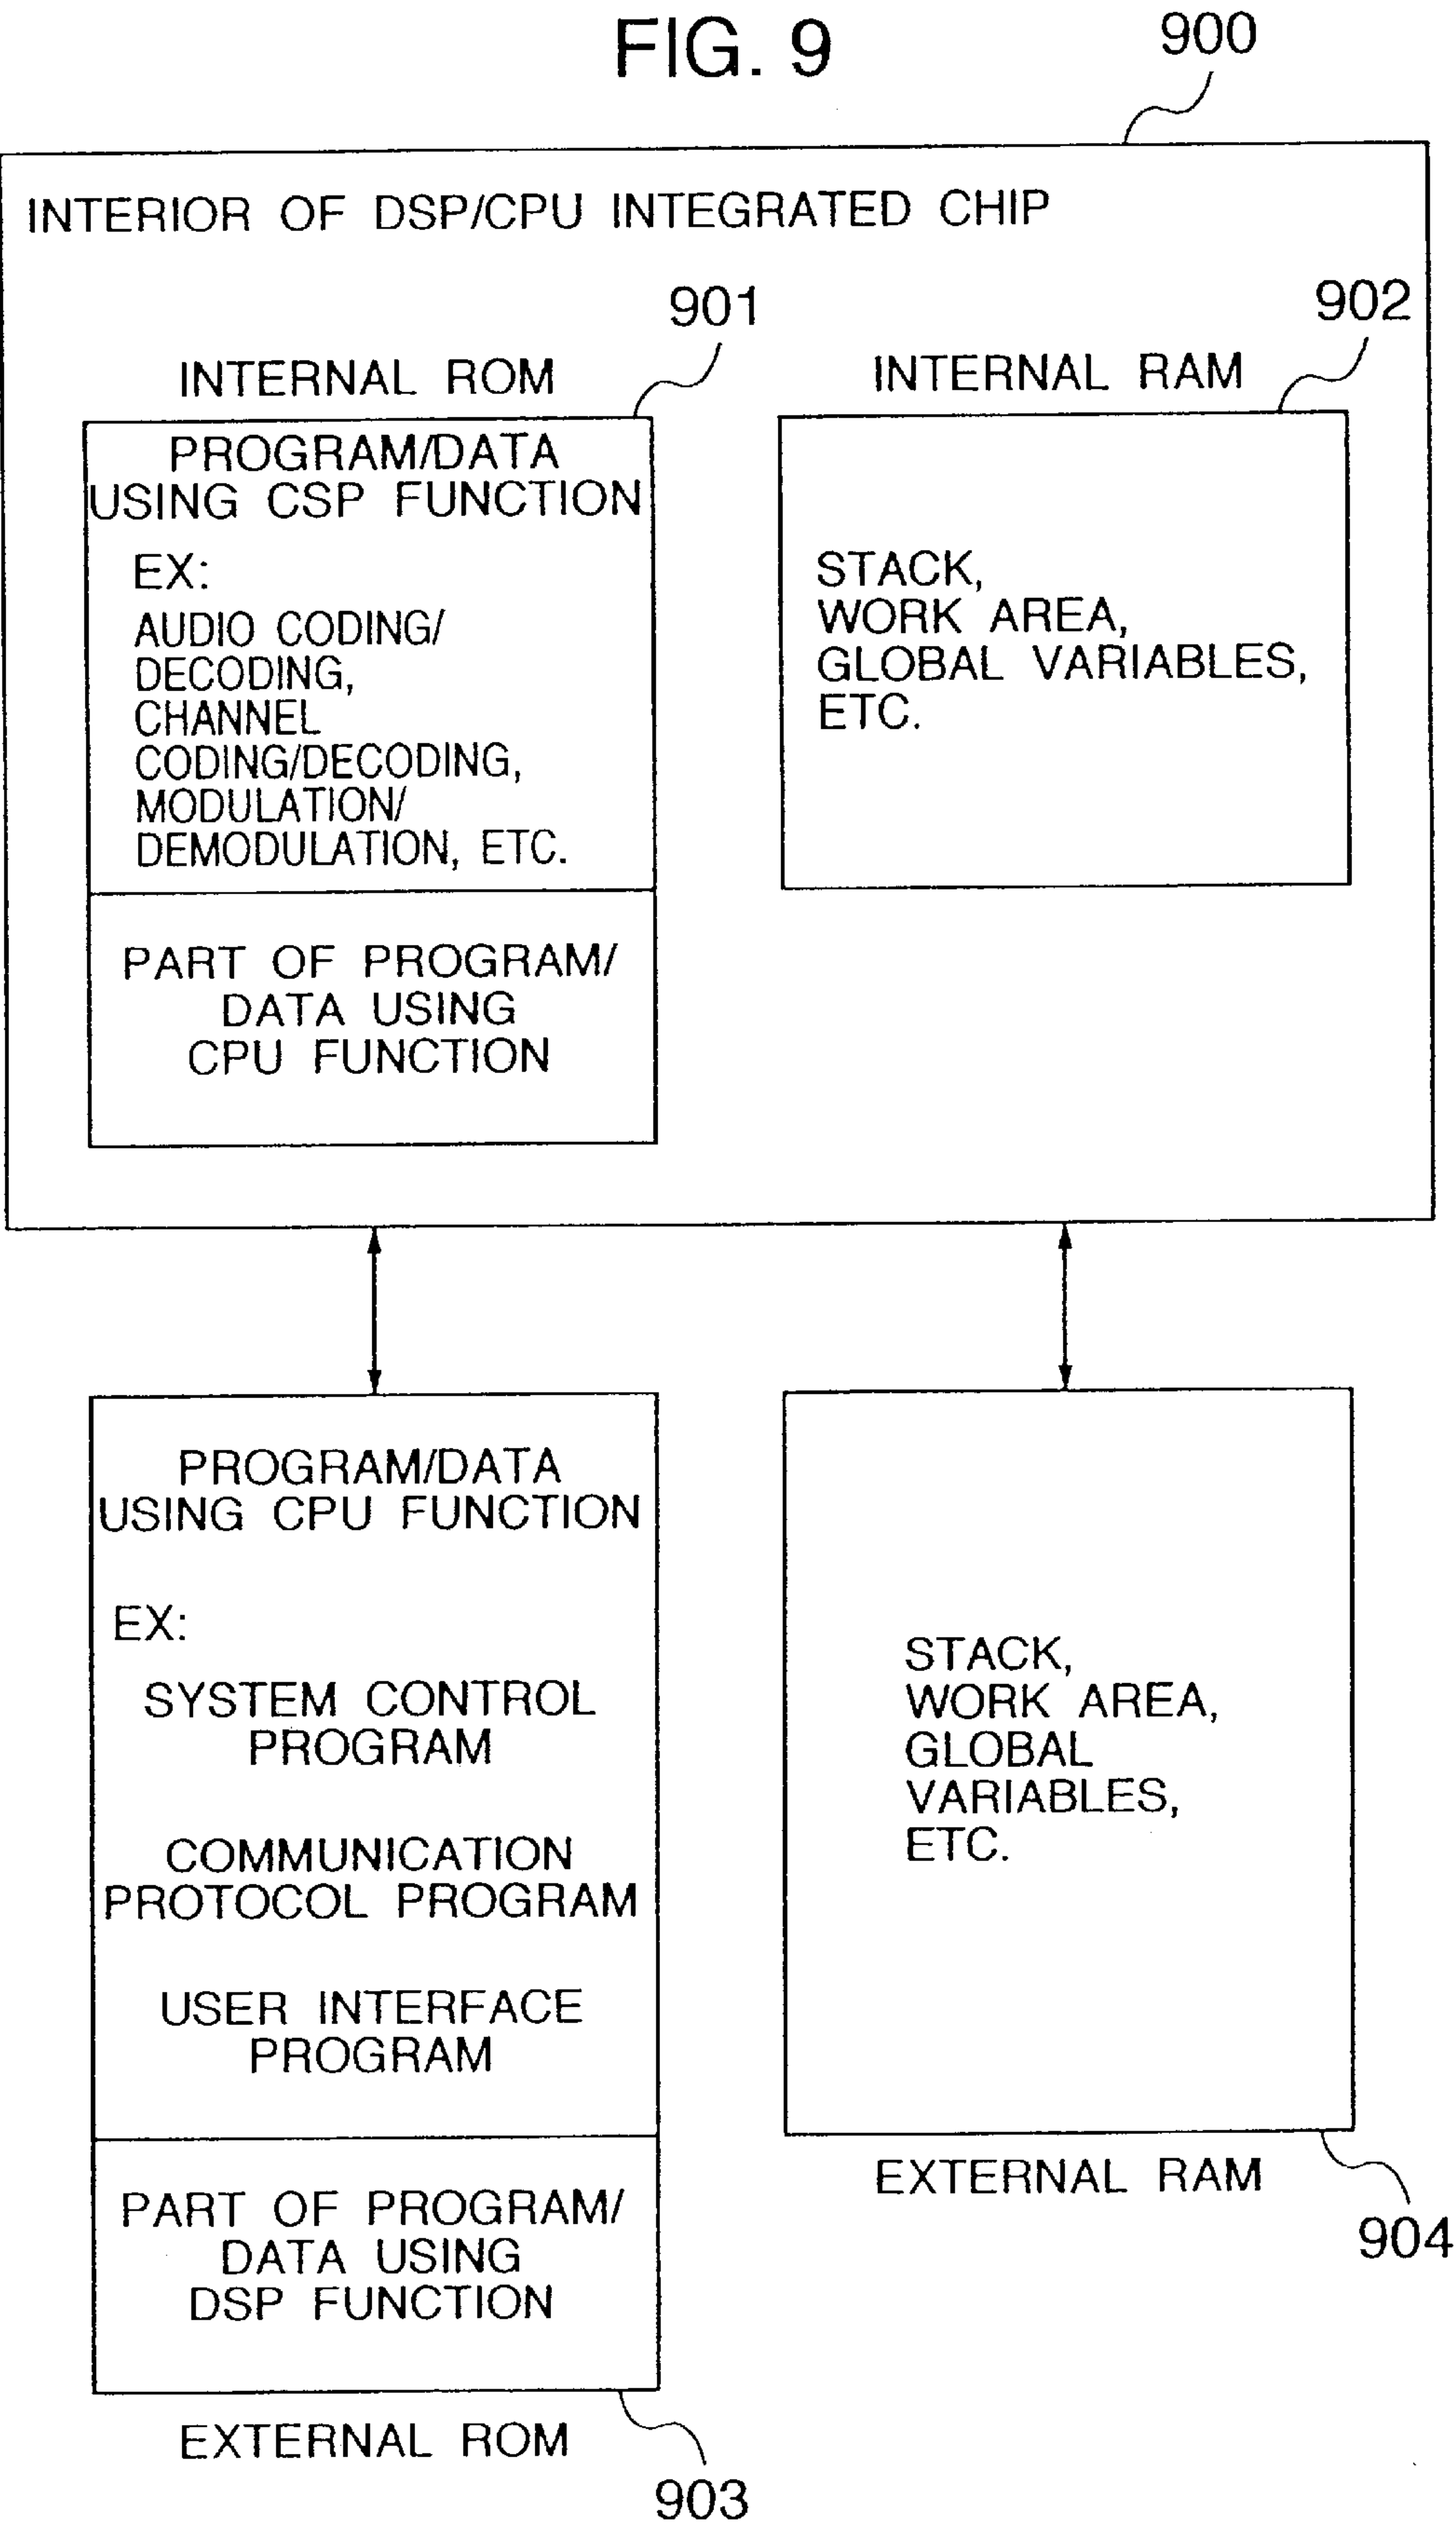 FIG. 9
900
INTERIOR OF DSP/CPU INTEGRATED CHIP
901
INTERNAL ROM
PROGRAM/DATA
USING CSP FUNCTION
EX:
AUDIO CODING/
DECODING,
CHANNEL
CODING/DECODING,
MODULATION/
DEMODULATION, ETC.
PART OF PROGRAM/
DATA USING
CPU FUNCTION
902
INTERNAL RAM
STACK,
WORK AREA,
GLOBAL VARIABLES,
ETC.
PROGRAM/DATA
USING CPU FUNCTION
EX:
SYSTEM CONTROL
PROGRAM
COMMUNICATION
PROTOCOL PROGRAM
USER INTERFACE
PROGRAM
PART OF PROGRAM/
DATA USING
DSP FUNCTION
EXTERNAL ROM
903
STACK,
WORK AREA,
GLOBAL
VARIABLES,
ETC.
EXTERNAL RAM
904